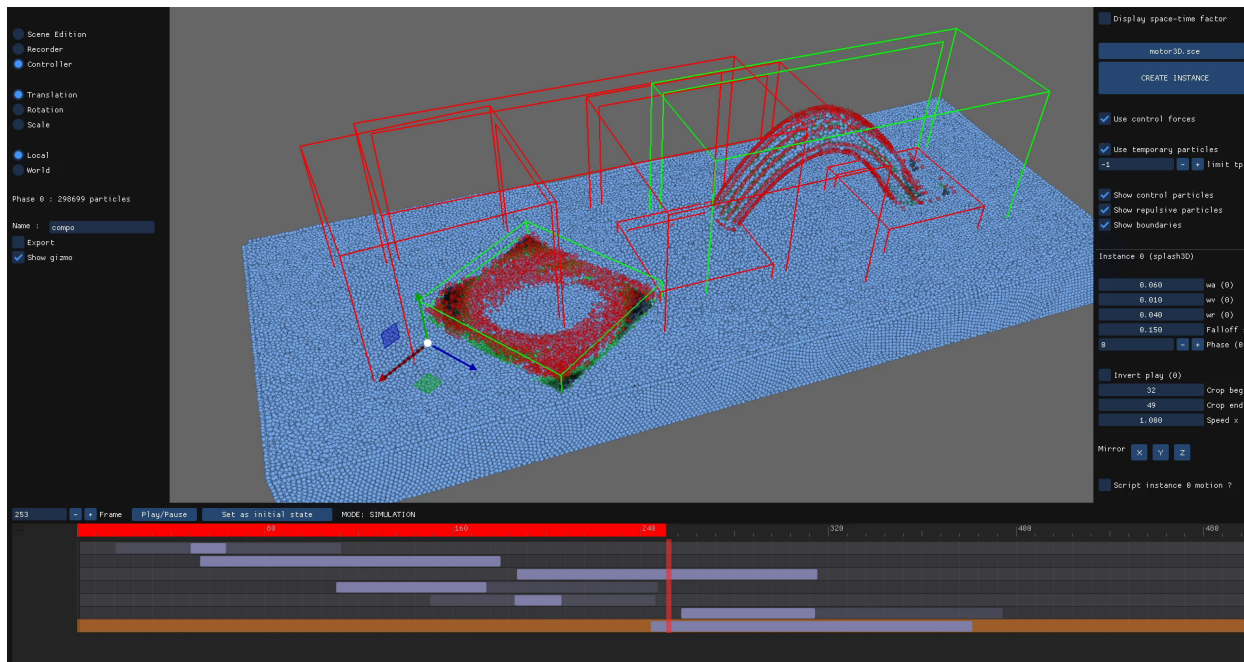 Scene Edition
Recorder
Controller
Translation
Rotation
Scale
Local
World
Phase 0 : 298699 particles
Name : compo
Export
Show gizmo
Display space-time factor
motor3D.sce
CREATE INSTANCE
Use control forces
Use temporary particles
-1 - + limit tp
Show control particles
Show repulsive particles
Show boundaries
Instance 0 (splash3D)
0.060 wa (0)
0.010 wv (0)
0.040 wr (0)
0.150 Falloff
0 - + Phase (0
Invert play (0)
32 Crop beg
49 Crop end
1.000 Speed x
Mirror X Y Z
Script instance 0 motion ?
253 - + Frame Play/Pause Set as initial state MODE: SIMULATION
80 160 240 320 400 480